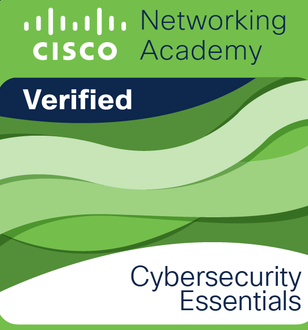 Networking
CISCO Academy
Verified
Cybersecurity
Essentials